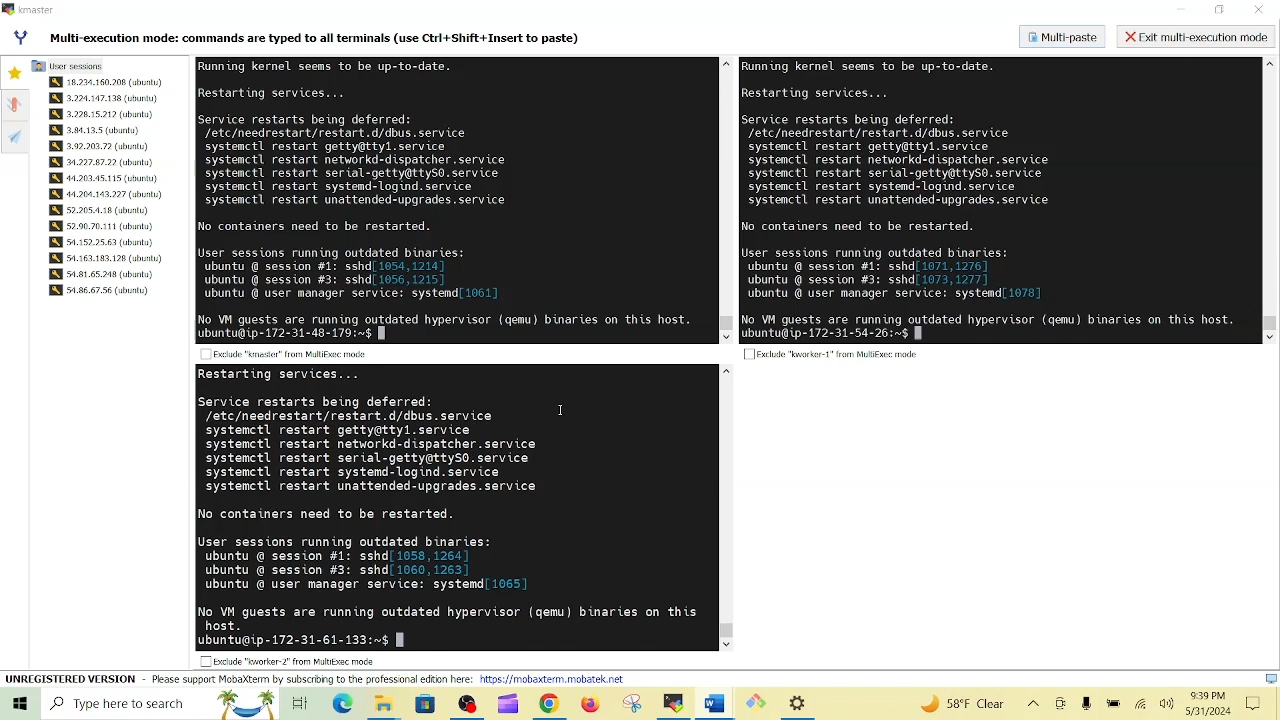 kmaster
Multi-execution mode: commands are typed to all terminals (use Ctrl+Shift+Insert to paste)
Multi-paste
Exit multi-execution mode
User sessions
18.234.160.208 (ubuntu)
3.224.147.138 (ubuntu)
3.228.15.212 (ubuntu)
3.84.13.5 (ubuntu)
3.92.203.72 (ubuntu)
34.227.87.22 (ubuntu)
44.203.45.115 (ubuntu)
44.204.143.227 (ubuntu)
52.205.4.18 (ubuntu)
52.90.70.111 (ubuntu)
54.152.25.63 (ubuntu)
54.163.183.128 (ubuntu)
54.81.65.248 (ubuntu)
54.86.67.56 (ubuntu)
Running kernel seems to be up-to-date.
Restarting services...
Service restarts being deferred:
/etc/needrestart/restart.d/dbus.service
systemctl restart getty@tty1.service
systemctl restart networkd-dispatcher.service
systemctl restart serial-getty@ttyS0.service
systemctl restart systemd-logind.service
systemctl restart unattended-upgrades.service
No containers need to be restarted.
User sessions running outdated binaries:
ubuntu @ session #1: sshd[1054,1214]
ubuntu @ session #3: sshd[1056,1215]
ubuntu @ user manager service: systemd[1061]
No VM guests are running outdated hypervisor (qemu) binaries on this host.
ubuntu@ip-172-31-48-179:~$
Exclude "kmaster" from MultiExec mode
Running kernel seems to be up-to-date.
Restarting services...
Service restarts being deferred:
/etc/needrestart/restart.d/dbus.service
systemctl restart getty@tty1.service
systemctl restart networkd-dispatcher.service
systemctl restart serial-getty@ttyS0.service
systemctl restart systemd-logind.service
systemctl restart unattended-upgrades.service
No containers need to be restarted.
User sessions running outdated binaries:
ubuntu @ session #1: sshd[1071,1276]
ubuntu @ session #3: sshd[1073,1277]
ubuntu @ user manager service: systemd[1078]
No VM guests are running outdated hypervisor (qemu) binaries on this host.
ubuntu@ip-172-31-54-26:~$
Exclude "kworker-1" from MultiExec mode
Restarting services...
Service restarts being deferred:
/etc/needrestart/restart.d/dbus.service
systemctl restart getty@tty1.service
systemctl restart networkd-dispatcher.service
systemctl restart serial-getty@ttyS0.service
systemctl restart systemd-logind.service
systemctl restart unattended-upgrades.service
No containers need to be restarted.
User sessions running outdated binaries:
ubuntu @ session #1: sshd[1058,1264]
ubuntu @ session #3: sshd[1060,1263]
ubuntu @ user manager service: systemd[1065]
No VM guests are running outdated hypervisor (qemu) binaries on this
host.
ubuntu@ip-172-31-61-133:~$
Exclude "kworker-2" from MultiExec mode
UNREGISTERED VERSION - Please support MobaXterm by subscribing to the professional edition here: https://mobaxterm.mobatek.net
Type here to search
58°F Clear
9:39 PM
5/31/2024